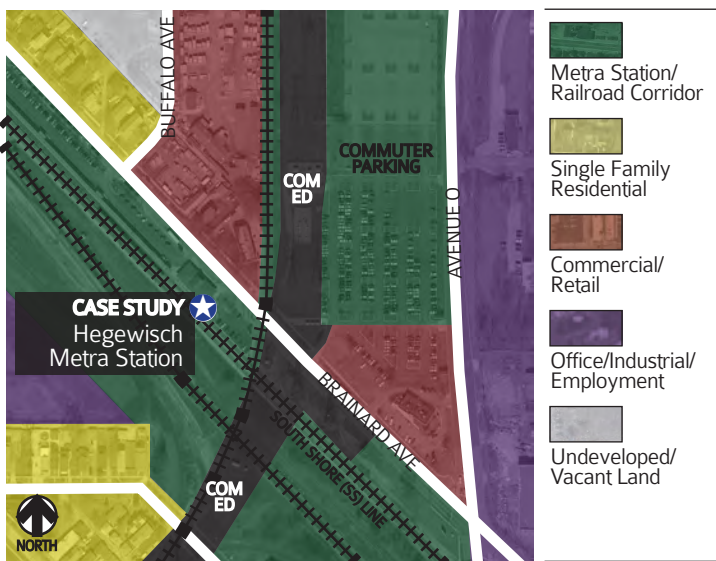 BUFFALO AVE
COM
ED
COMMUTER
PARKING
AVENUE O
CASE STUDY
Hegewisch
Metra Station
BRAINARD AVE
SOUTH SHORE (SS) LINE
COM
ED
NORTH
Metra Station/
Railroad Corridor
Single Family
Residential
Commercial/
Retail
Office/Industrial/
Employment
Undeveloped/
Vacant Land